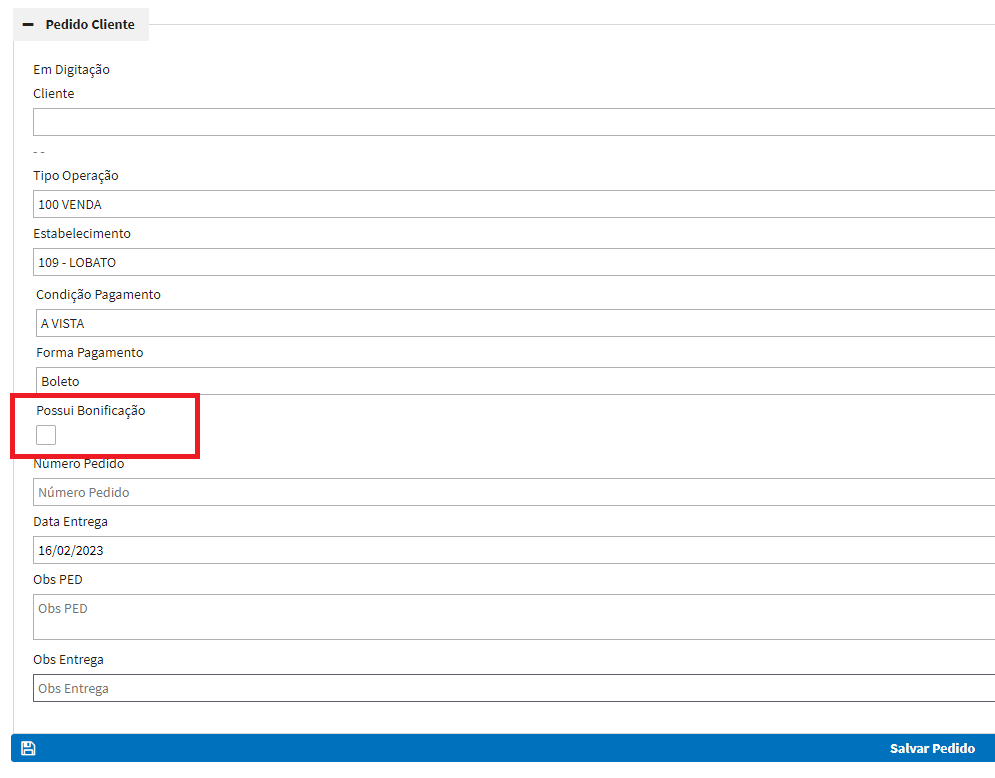 Pedido Cliente
Em Digitação
Cliente
- -
Tipo Operação
100 VENDA
Estabelecimento
109 - LOBATO
Condição Pagamento
A VISTA
Forma Pagamento
Boleto
Possui Bonificação
Número Pedido
Número Pedido
Data Entrega
16/02/2023
Obs PED
Obs PED
Obs Entrega
Obs Entrega
Salvar Pedido